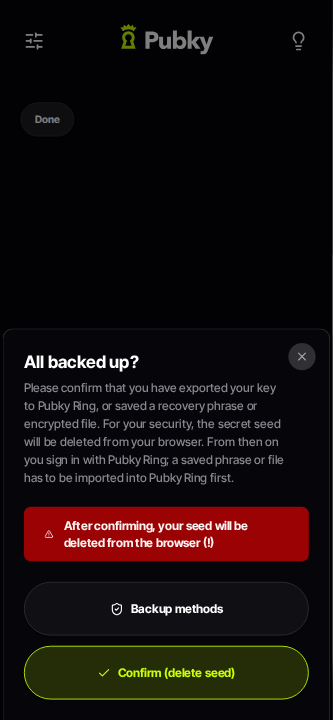 Pubky
Done
All backed up?
Please confirm that you have exported your key
to Pubky Ring, or saved a recovery phrase or
encrypted file. For your security, the secret seed
will be deleted from your browser. From then on
you sign in with Pubky Ring; a saved phrase or file
has to be imported into Pubky Ring first.
After confirming, your seed will be
deleted from the browser (!)
Backup methods
Confirm (delete seed)